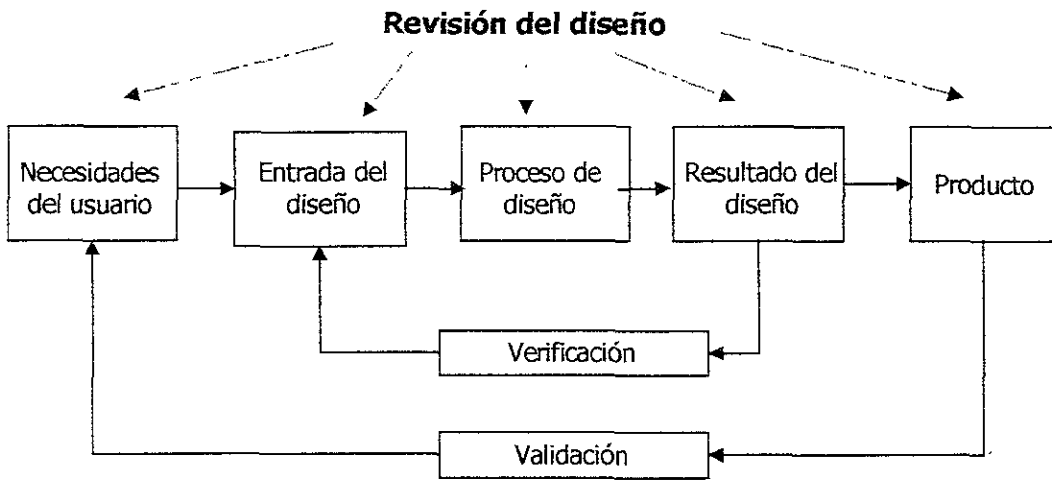 Revisión del diseño
Necesidades
del usuario
Entrada del
diseño
Proceso de
diseño
Resultado del
diseño
Producto
Verificación
Validación